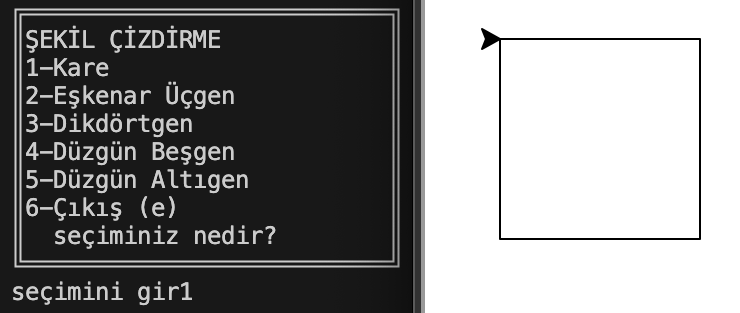 ŞEKİL ÇİZDİRME
1-Kare
2-Eşkenar Üçgen
3-Dikdörtgen
4-Düzgün Beşgen
5-Düzgün Altıgen
6-Çıkış (e)
seçiminiz nedir?
seçimini gir1